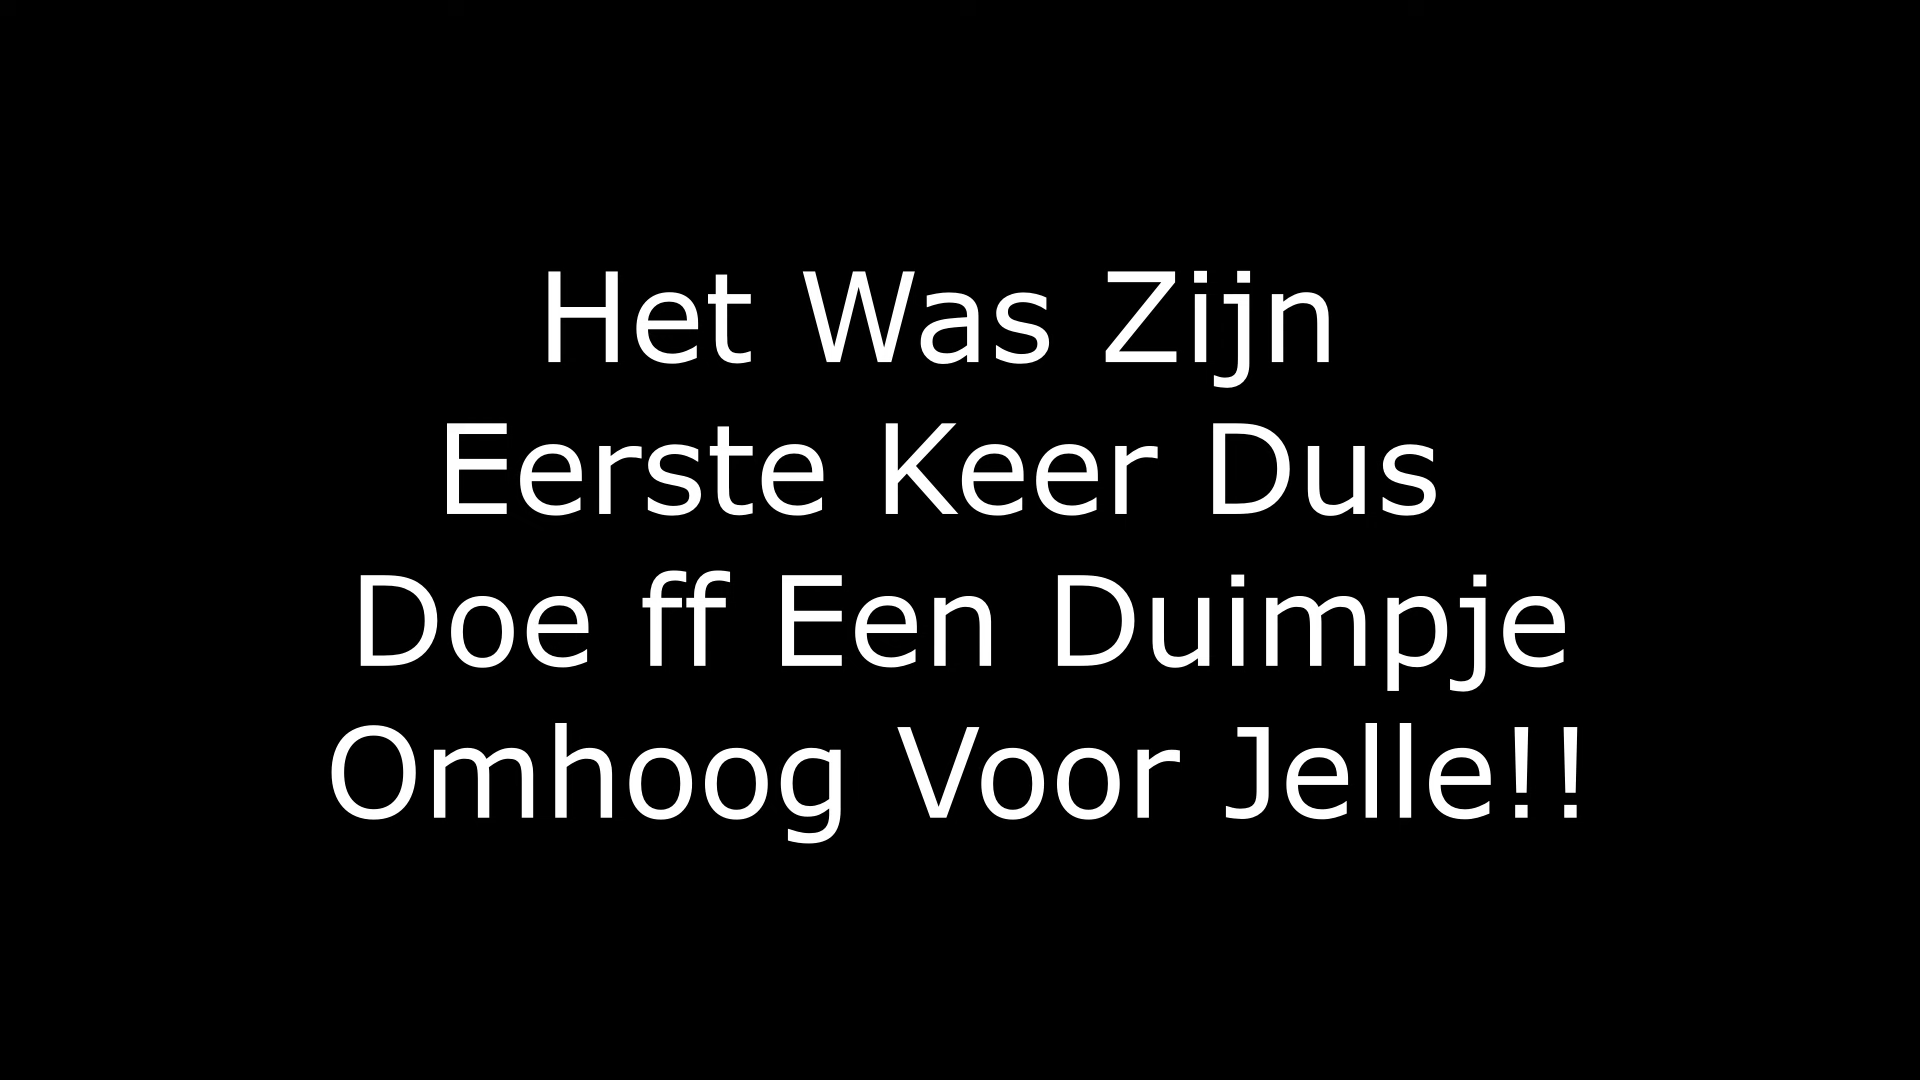 Het Was Zijn
Eerste Keer Dus
Doe ff Een Duimpje
Omhoog Voor Jelle!!